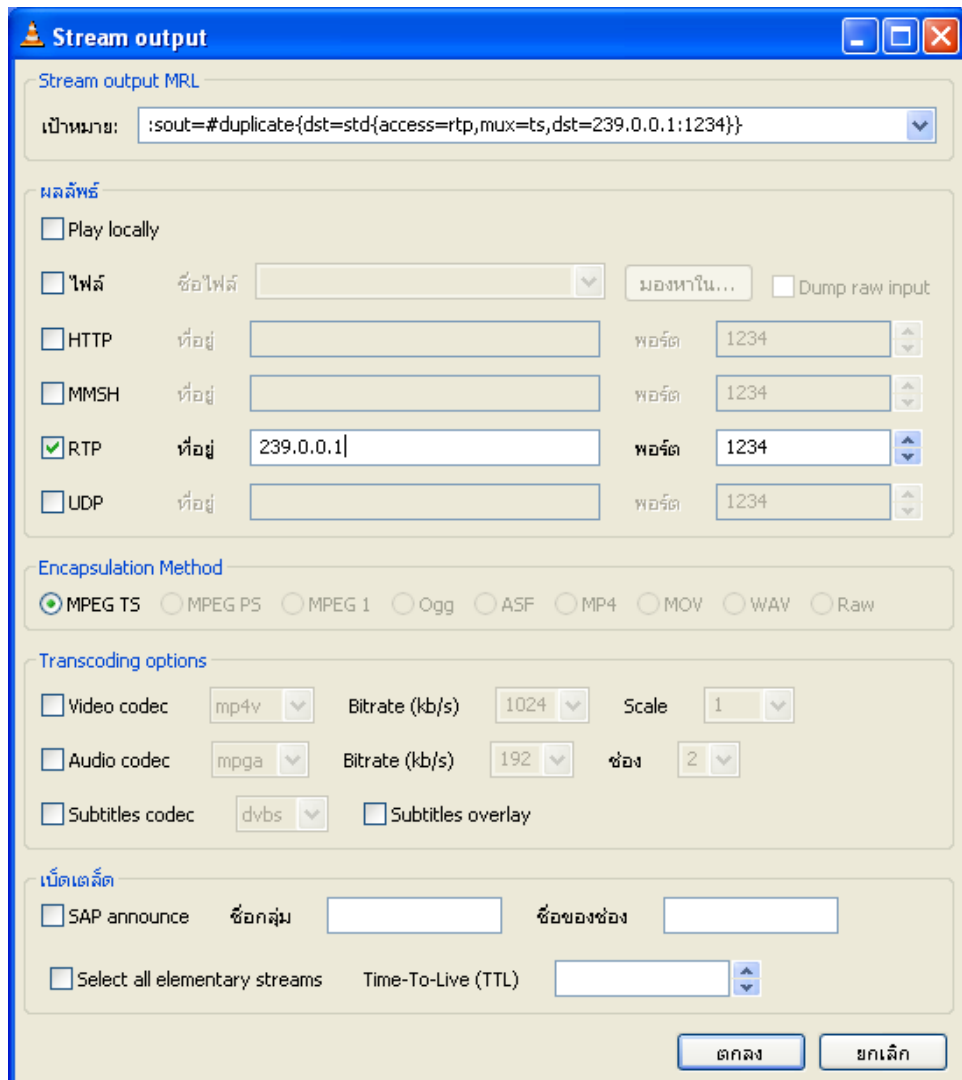 Stream output
Stream output MRL
เป้าหมาย: :sout=#duplicate{dst=std{access=rtp,mux=ts,dst=239.0.0.1:1234}}
ผลลัพธ์
Play locally
ไฟล์ ชื่อไฟล์ มองหาใน... Dump raw input
HTTP ที่อยู่ พอร์ต 1234
MMSH ที่อยู่ พอร์ต 1234
RTP ที่อยู่ 239.0.0.1 พอร์ต 1234
UDP ที่อยู่ พอร์ต 1234
Encapsulation Method
MPEG TS MPEG PS MPEG 1 Ogg ASF MP4 MOV WAV Raw
Transcoding options
Video codec mp4v Bitrate (kb/s) 1024 Scale 1
Audio codec mpga Bitrate (kb/s) 192 ช่อง 2
Subtitles codec dvbs Subtitles overlay
เบ็ดเตล็ด
SAP announce ชื่อกลุ่ม ชื่อของช่อง
Select all elementary streams Time-To-Live (TTL)
ตกลง ยกเลิก